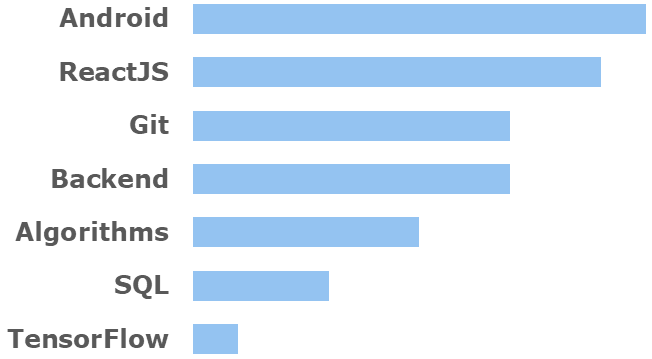 Android
ReactJS
Git
Backend
Algorithms
SQL
TensorFlow